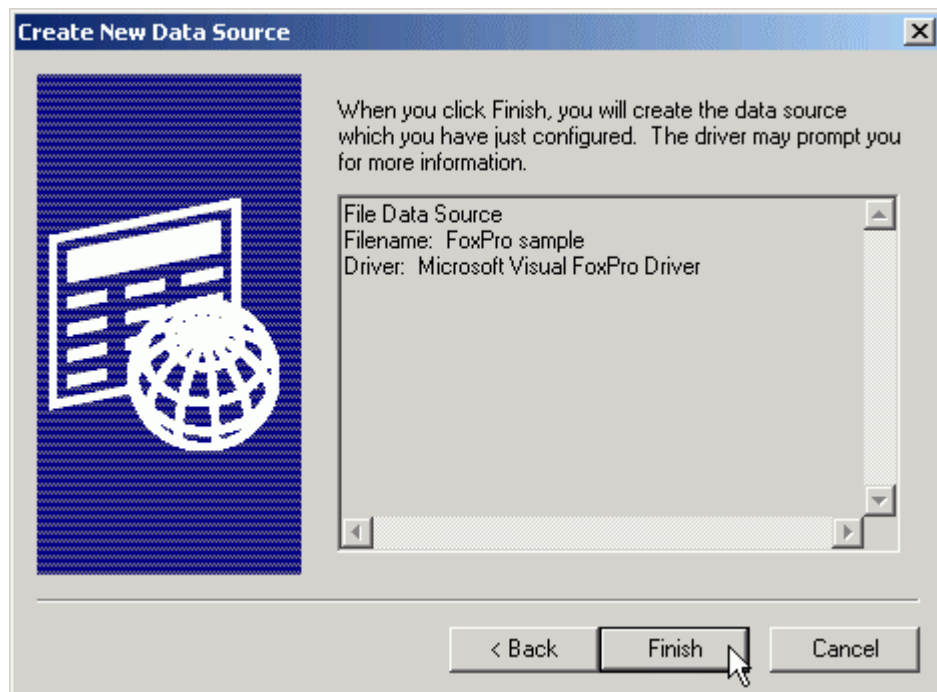 Create New Data Source
When you click Finish, you will create the data source
which you have just configured.  The driver may prompt you
for more information.
File Data Source
Filename:  FoxPro sample
Driver:  Microsoft Visual FoxPro Driver
< Back
Finish
Cancel